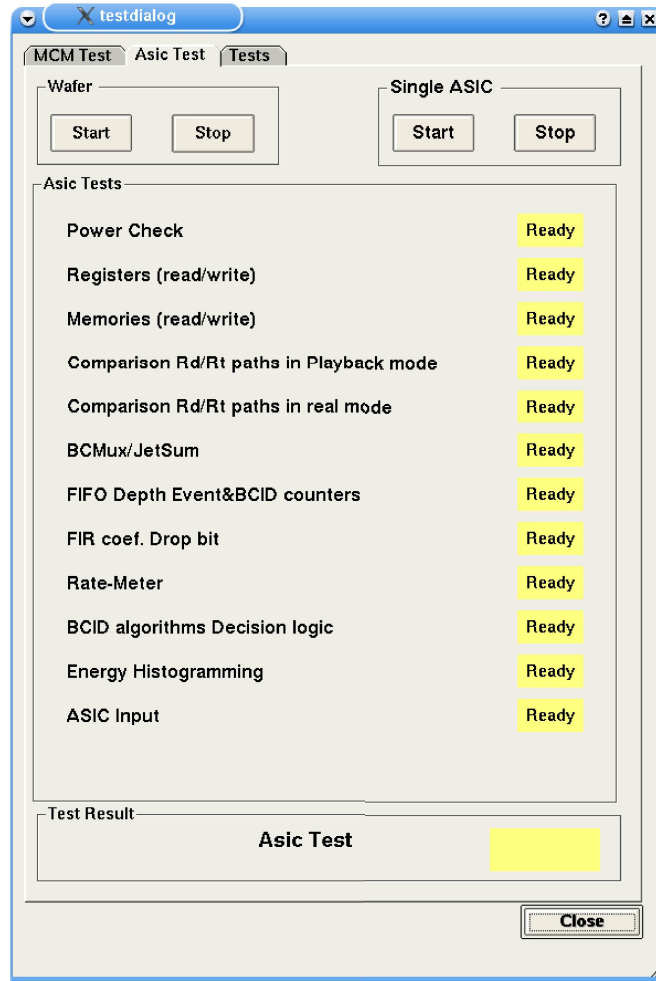 testdialog
MCM Test Asic Test Tests
Wafer Single ASIC
Start Stop Start Stop
Asic Tests
Power Check Ready
Registers (read/write) Ready
Memories (read/write) Ready
Comparison Rd/Rt paths in Playback mode Ready
Comparison Rd/Rt paths in real mode Ready
BCMux/JetSum Ready
FIFO Depth Event&BCID counters Ready
FIR coef. Drop bit Ready
Rate-Meter Ready
BCID algorithms Decision logic Ready
Energy Histogramming Ready
ASIC Input Ready
Test Result
Asic Test
Close